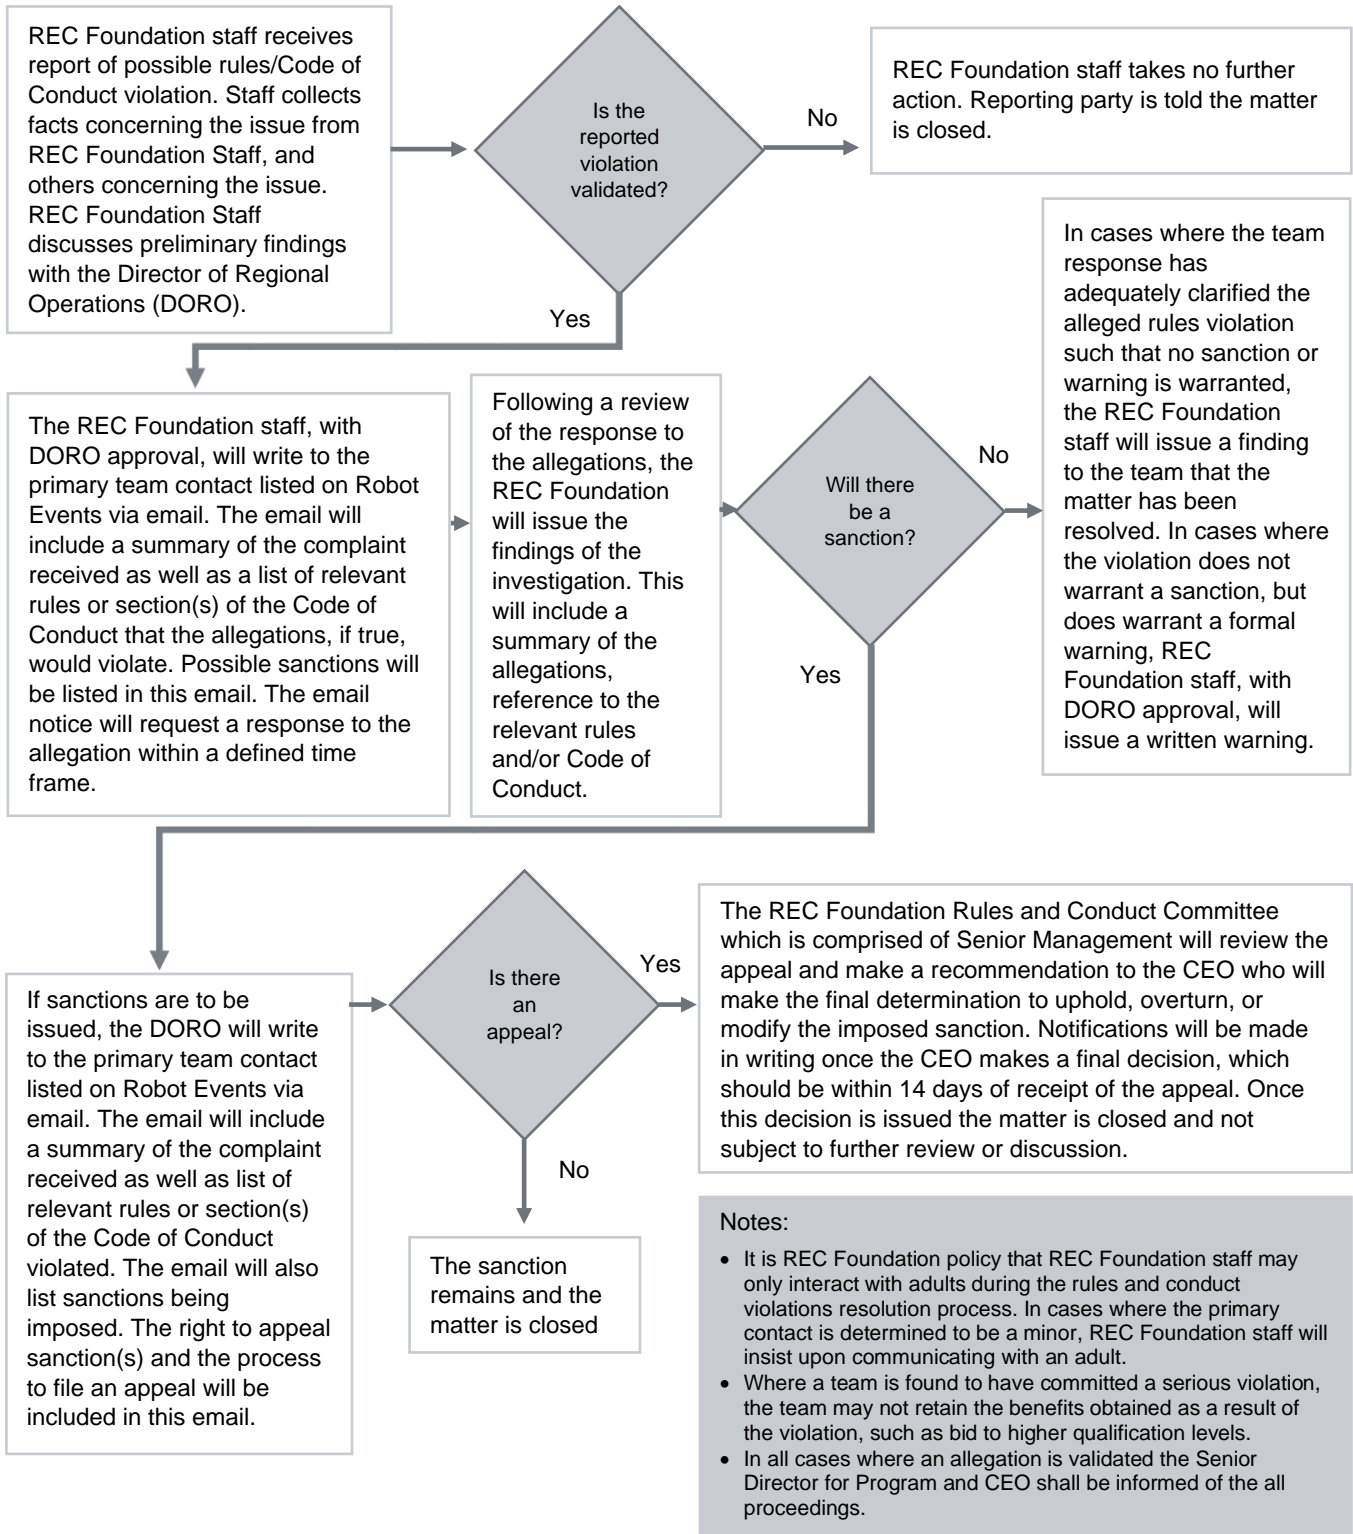 REC Foundation staff receives
report of possible rules/Code of
Conduct violation. Staff collects
facts concerning the issue from
REC Foundation Staff, and
others concerning the issue.
REC Foundation Staff
discusses preliminary findings
with the Director of Regional
Operations (DORO).
Is the
reported
violation
validated?
No
REC Foundation staff takes no further
action. Reporting party is told the matter
is closed.
Yes
The REC Foundation staff, with
DORO approval, will write to the
primary team contact listed on Robot
Events via email. The email will
include a summary of the complaint
received as well as a list of relevant
rules or section(s) of the Code of
Conduct that the allegations, if true,
would violate. Possible sanctions will
be listed in this email. The email
notice will request a response to the
allegation within a defined time
frame.
Following a review
of the response to
the allegations, the
REC Foundation
will issue the
findings of the
investigation. This
will include a
summary of the
allegations,
reference to the
relevant rules
and/or Code of
Conduct.
Will there
be a
sanction?
No
In cases where the team
response has
adequately clarified the
alleged rules violation
such that no sanction or
warning is warranted,
the REC Foundation
staff will issue a finding
to the team that the
matter has been
resolved. In cases where
the violation does not
warrant a sanction, but
does warrant a formal
warning, REC
Foundation staff, with
DORO approval, will
issue a written warning.
Yes
If sanctions are to be
issued, the DORO will write
to the primary team contact
listed on Robot Events via
email. The email will include
a summary of the complaint
received as well as list of
relevant rules or section(s)
of the Code of Conduct
violated. The email will also
list sanctions being
imposed. The right to appeal
sanction(s) and the process
to file an appeal will be
included in this email.
Is there
an
appeal?
Yes
The REC Foundation Rules and Conduct Committee
which is comprised of Senior Management will review the
appeal and make a recommendation to the CEO who will
make the final determination to uphold, overturn, or
modify the imposed sanction. Notifications will be made
in writing once the CEO makes a final decision, which
should be within 14 days of receipt of the appeal. Once
this decision is issued the matter is closed and not
subject to further review or discussion.
No
The sanction
remains and the
matter is closed
Notes:
• It is REC Foundation policy that REC Foundation staff may
only interact with adults during the rules and conduct
violations resolution process. In cases where the primary
contact is determined to be a minor, REC Foundation staff will
insist upon communicating with an adult.
• Where a team is found to have committed a serious violation,
the team may not retain the benefits obtained as a result of
the violation, such as bid to higher qualification levels.
• In all cases where an allegation is validated the Senior
Director for Program and CEO shall be informed of the all
proceedings.